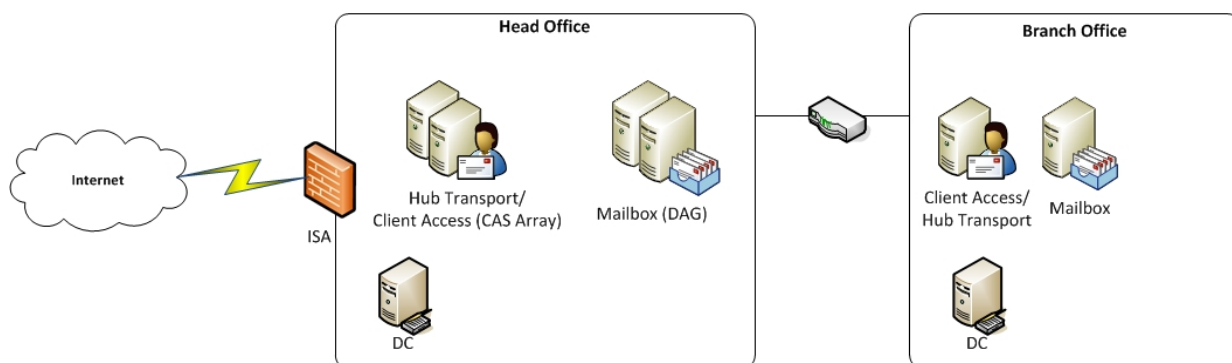 Head Office
Branch Office
Internet
ISA
Hub Transport/
Client Access (CAS Array)
Mailbox (DAG)
DC
Client Access/
Hub Transport
Mailbox
DC